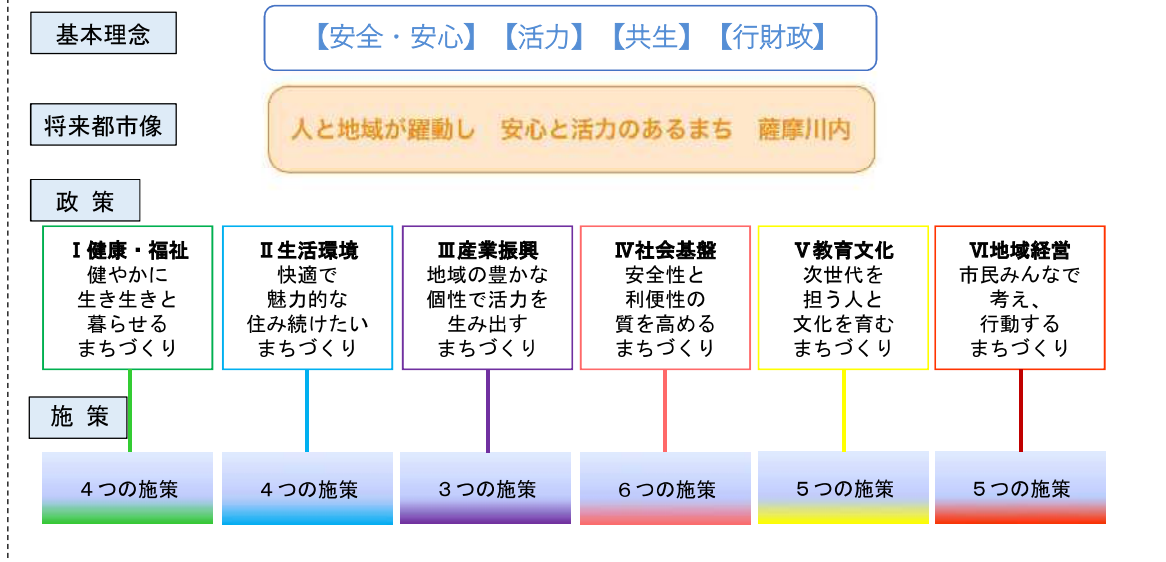 基本理念
【安全・安心】【活力】【共生】【行財政】
将来都市像
人と地域が躍動し　安心と活力のあるまち　薩摩川内
政 策
Ⅰ健康・福祉
健やかに
生き生きと
暮らせる
まちづくり
Ⅱ生活環境
快適で
魅力的な
住み続けたい
まちづくり
Ⅲ産業振興
地域の豊かな
個性で活力を
生み出す
まちづくり
Ⅳ社会基盤
安全性と
利便性の
質を高める
まちづくり
Ⅴ教育文化
次世代を
担う人と
文化を育む
まちづくり
Ⅵ地域経営
市民みんなで
考え、
行動する
まちづくり
施 策
４つの施策
４つの施策
３つの施策
６つの施策
５つの施策
５つの施策